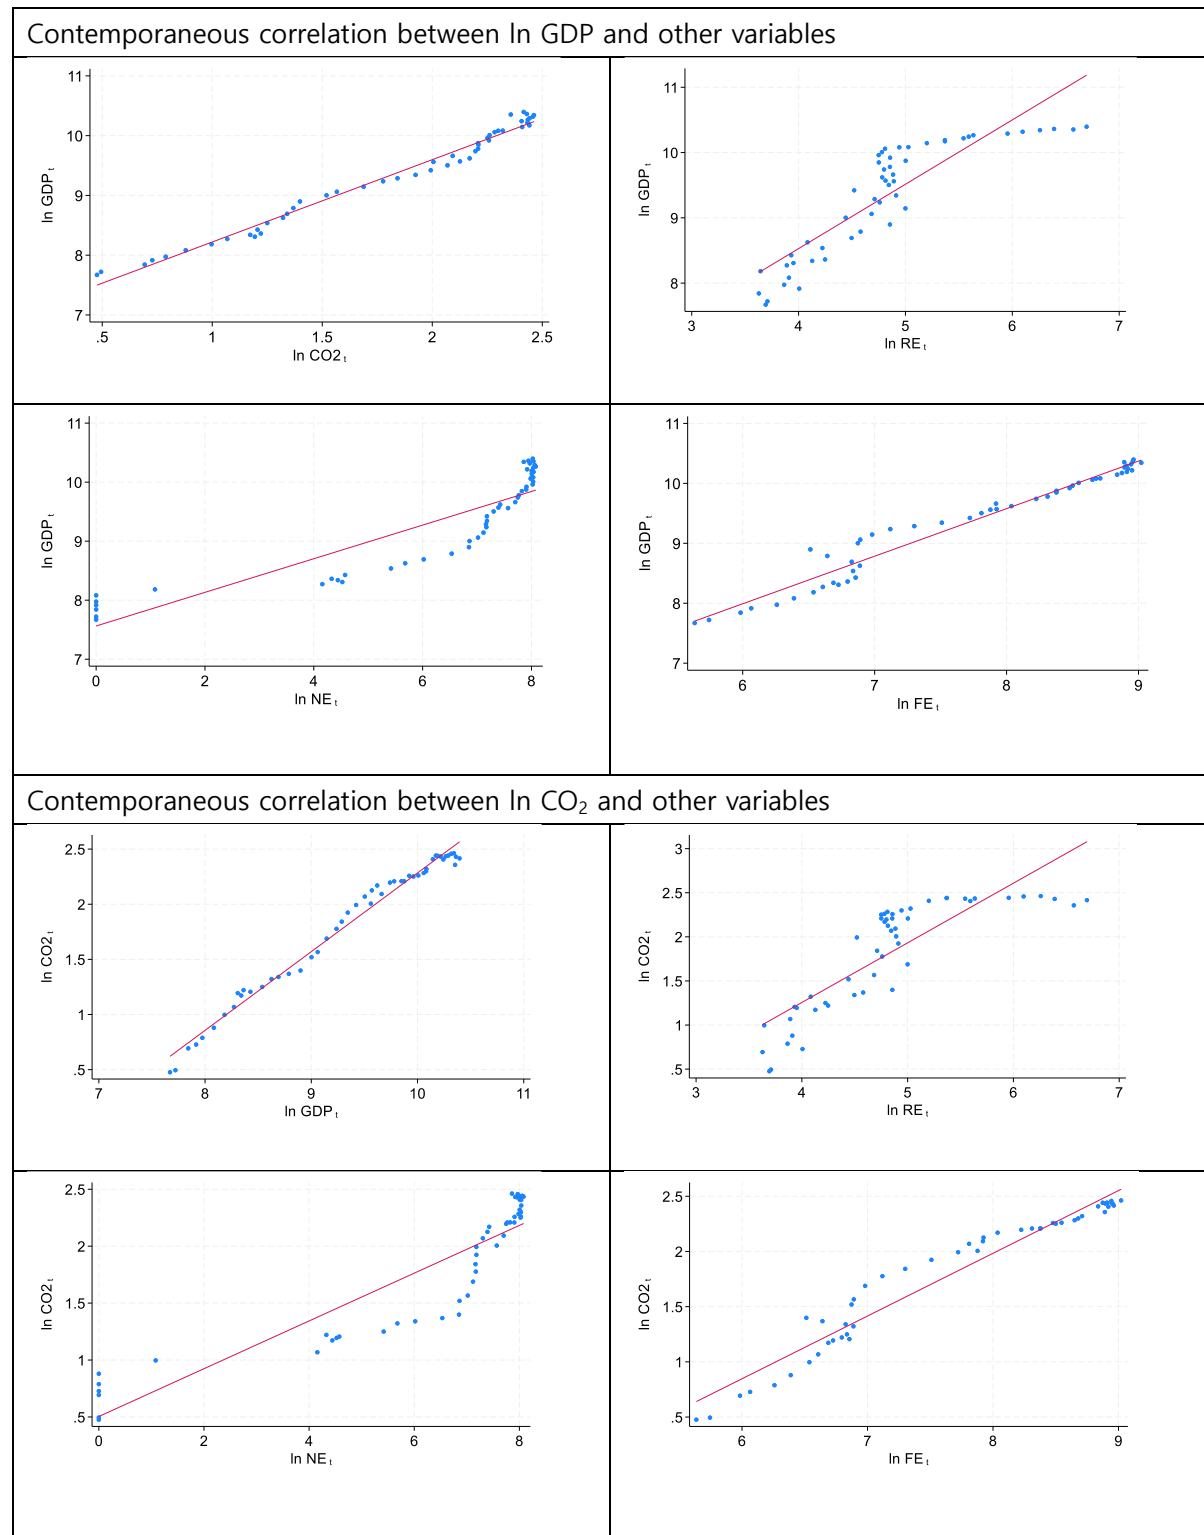 Contemporaneous correlation between ln GDP and other variables
11
10
9
8
7
ln GDP t
.5 1 1.5 2 2.5
ln CO2 t
11
10
9
8
ln GDP t
3 4 5 6 7
ln RE t
11
10
9
8
7
ln GDP t
0 2 4 6 8
ln NE t
11
10
9
8
7
ln GDP t
6 7 8 9
ln FE t
Contemporaneous correlation between ln CO₂ and other variables
2.5
2
1.5
1
.5
ln CO2 t
7 8 9 10 11
ln GDP t
3
2.5
2
1.5
1
.5
ln CO2 t
3 4 5 6 7
ln RE t
2.5
2
1.5
1
.5
ln CO2 t
0 2 4 6 8
ln NE t
2.5
2
1.5
1
.5
ln CO2 t
6 7 8 9
ln FE t